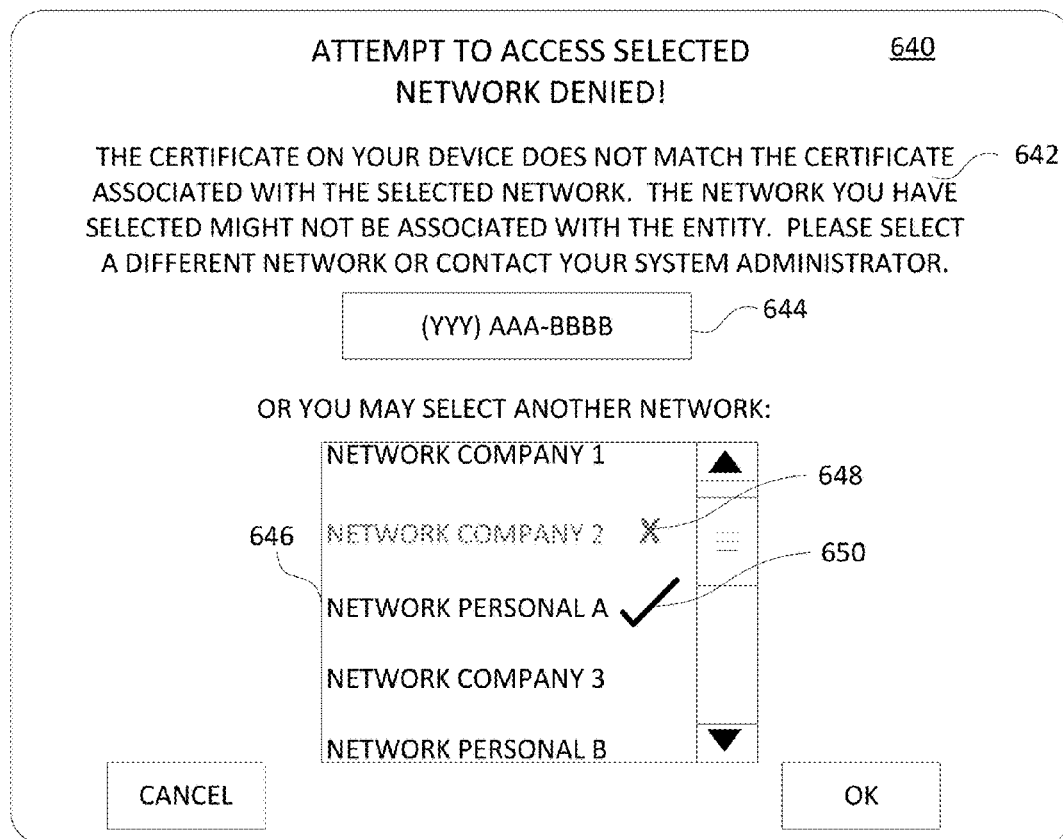 ATTEMPT TO ACCESS SELECTED 640
NETWORK DENIED!
THE CERTIFICATE ON YOUR DEVICE DOES NOT MATCH THE CERTIFICATE 642
ASSOCIATED WITH THE SELECTED NETWORK. THE NETWORK YOU HAVE
SELECTED MIGHT NOT BE ASSOCIATED WITH THE ENTITY. PLEASE SELECT
A DIFFERENT NETWORK OR CONTACT YOUR SYSTEM ADMINISTRATOR.
(YYY) AAA-BBBB 644
OR YOU MAY SELECT ANOTHER NETWORK:
NETWORK COMPANY 1
648
646 NETWORK COMPANY 2 X
650
NETWORK PERSONAL A
NETWORK COMPANY 3
NETWORK PERSONAL B
CANCEL OK